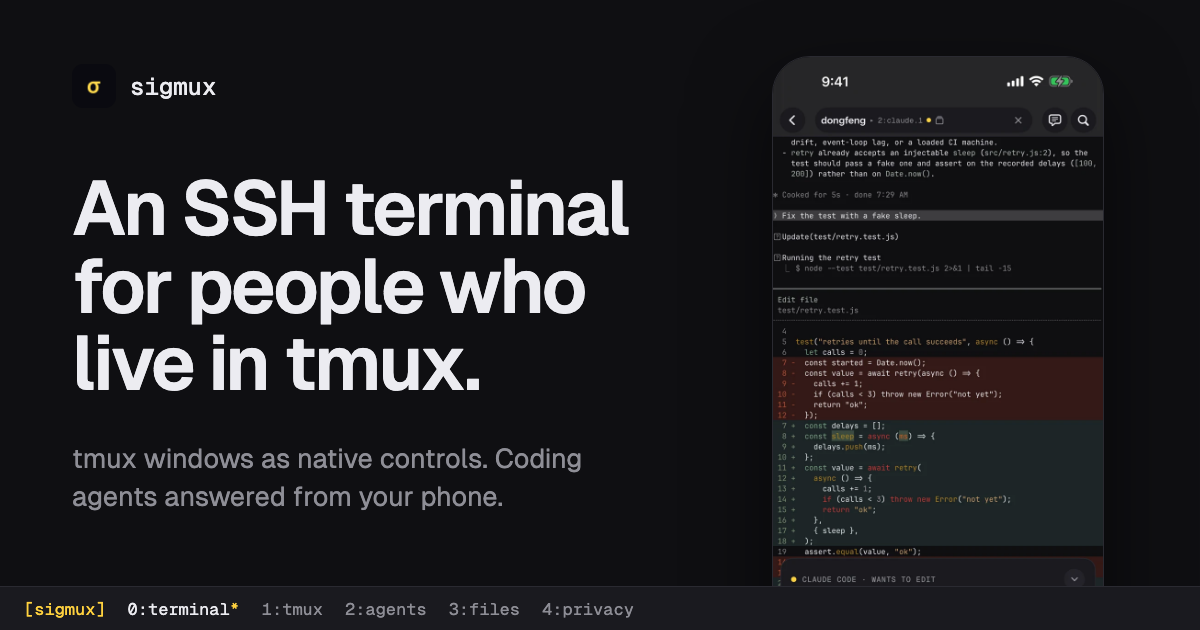 σ sigmux
An SSH terminal
for people who
live in tmux.
tmux windows as native controls. Coding
agents answered from your phone.
9:41
dongfeng • 2:claude.1
drift, event-loop lag, or a loaded CI machine.
- retry already accepts an injectable sleep (src/retry.js:2), so the
test should pass a fake one and assert on the recorded delays ([100,
200]) rather than on Date.now().
* Cooked for 5s · done 7:29 AM
› Fix the test with a fake sleep.
Update(test/retry.test.js)
Running the retry test
└ $ node --test test/retry.test.js 2>&1 | tail -15
Edit file
test/retry.test.js
4
5 test("retries until the call succeeds", async () => {
6 let calls = 0;
7 - const started = Date.now();
8 - const value = await retry(async () => {
9 - calls += 1;
10 - if (calls < 3) throw new Error("not yet");
11 - return "ok";
12 - });
7 + const delays = [];
8 + const sleep = async (ms) => {
9 + delays.push(ms);
10 + };
11 + const value = await retry(
12 + async () => {
13 + calls += 1;
14 + if (calls < 3) throw new Error("not yet");
15 + return "ok";
16 + },
17 + { sleep },
18 + );
19 assert.equal(value, "ok");
CLAUDE CODE · WANTS TO EDIT
[sigmux] 0:terminal* 1:tmux 2:agents 3:files 4:privacy